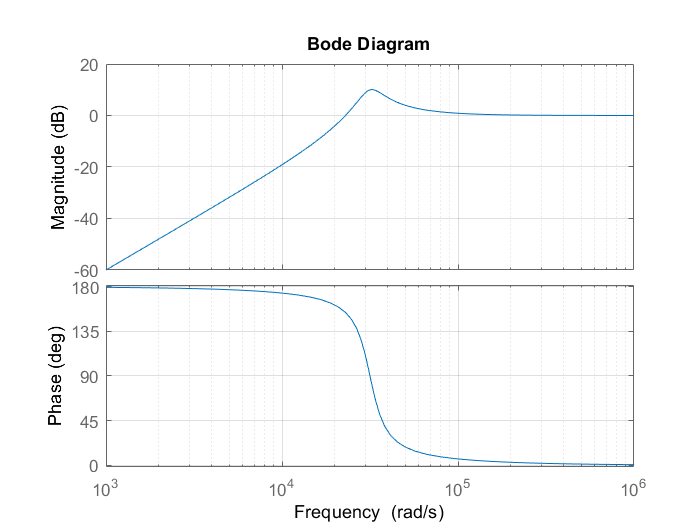 Bode Diagram
Magnitude (dB)
20
0
-20
-40
-60
Phase (deg)
180
135
90
45
0
10^3 10^4 10^5 10^6
Frequency (rad/s)